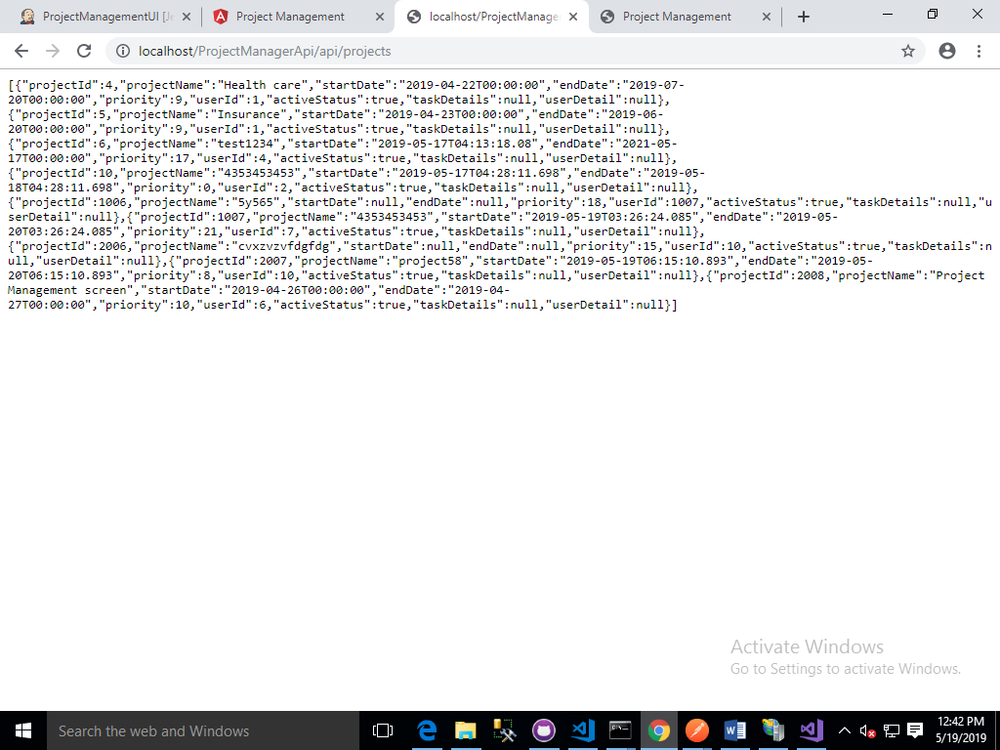 ProjectManagementUI [Je
Project Management
localhost/ProjectManage
Project Management
localhost/ProjectManagerApi/api/projects
[{"projectId":4,"projectName":"Health care","startDate":"2019-04-22T00:00:00","endDate":"2019-07-
20T00:00:00","priority":9,"userId":1,"activeStatus":true,"taskDetails":null,"userDetail":null},
{"projectId":5,"projectName":"Insurance","startDate":"2019-04-23T00:00:00","endDate":"2019-06-
20T00:00:00","priority":9,"userId":1,"activeStatus":true,"taskDetails":null,"userDetail":null},
{"projectId":6,"projectName":"test1234","startDate":"2019-05-17T04:13:18.08","endDate":"2021-05-
17T00:00:00","priority":17,"userId":4,"activeStatus":true,"taskDetails":null,"userDetail":null},
{"projectId":10,"projectName":"4353453453","startDate":"2019-05-17T04:28:11.698","endDate":"2019-05-
18T04:28:11.698","priority":0,"userId":2,"activeStatus":true,"taskDetails":null,"userDetail":null},
{"projectId":1006,"projectName":"5y565","startDate":null,"endDate":null,"priority":18,"userId":1007,"activeStatus":true,"taskDetails":null,"u
serDetail":null},{"projectId":1007,"projectName":"4353453453","startDate":"2019-05-19T03:26:24.085","endDate":"2019-05-
20T03:26:24.085","priority":21,"userId":7,"activeStatus":true,"taskDetails":null,"userDetail":null},
{"projectId":2006,"projectName":"cvxzvzvfdgfdg","startDate":null,"endDate":null,"priority":15,"userId":10,"activeStatus":true,"taskDetails":n
ull,"userDetail":null},{"projectId":2007,"projectName":"project58","startDate":"2019-05-19T06:15:10.893","endDate":"2019-05-
20T06:15:10.893","priority":8,"userId":10,"activeStatus":true,"taskDetails":null,"userDetail":null},{"projectId":2008,"projectName":"Project
Management screen","startDate":"2019-04-26T00:00:00","endDate":"2019-04-
27T00:00:00","priority":10,"userId":6,"activeStatus":true,"taskDetails":null,"userDetail":null}]
Activate Windows
Go to Settings to activate Windows.
Search the web and Windows
12:42 PM
5/19/2019